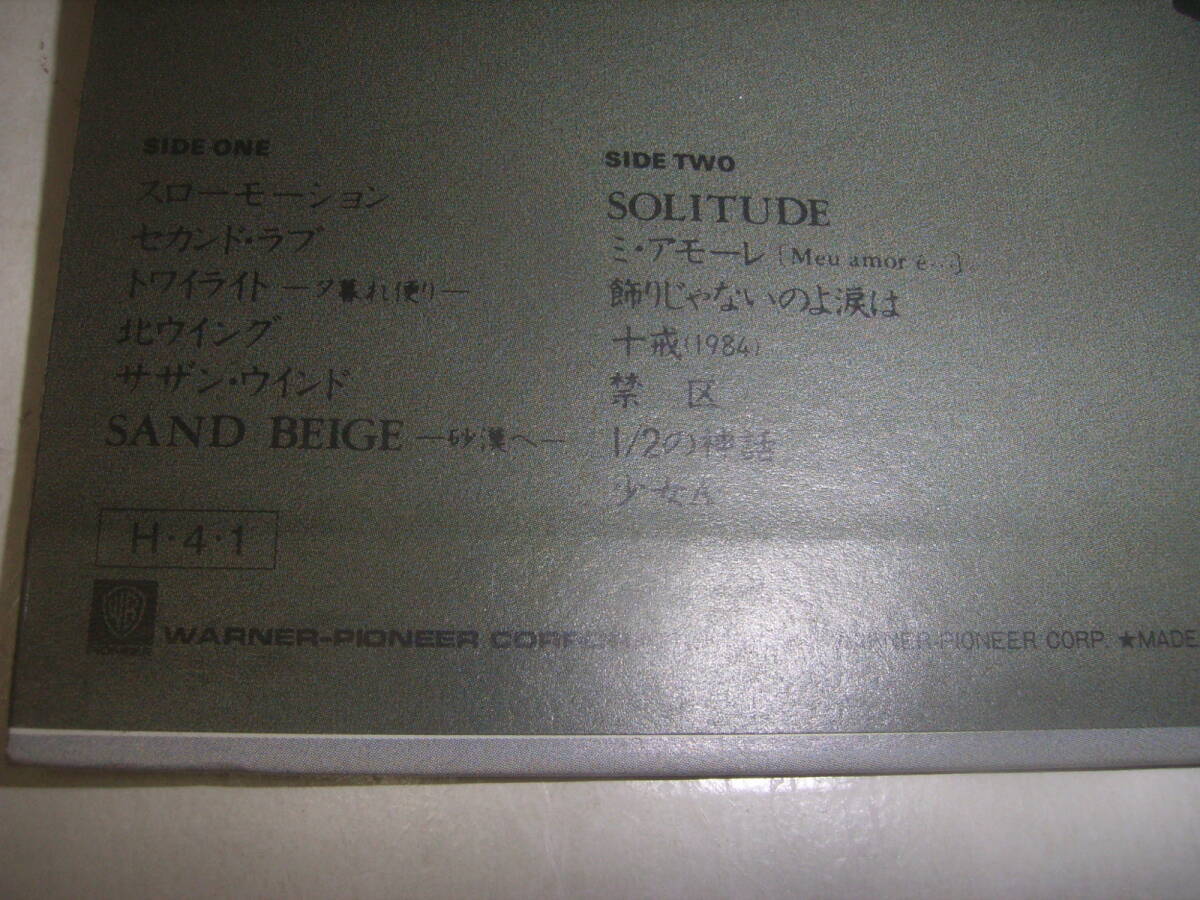 SIDE ONE
スローモーション
セカンド・ラブ
トワイライト —夕暮れ便り—
北ウイング
サザン・ウインド
SAND BEIGE —砂漠へ—
SIDE TWO
SOLITUDE
ミ・アモーレ〔Meu amor é…〕
飾りじゃないのよ涙は
十戒(1984)
禁 区
1/2の神話
少女A
H・4・1
PIONEER
WARNER-PIONEER CORP
WARNER-PIONEER CORP. ★MADE